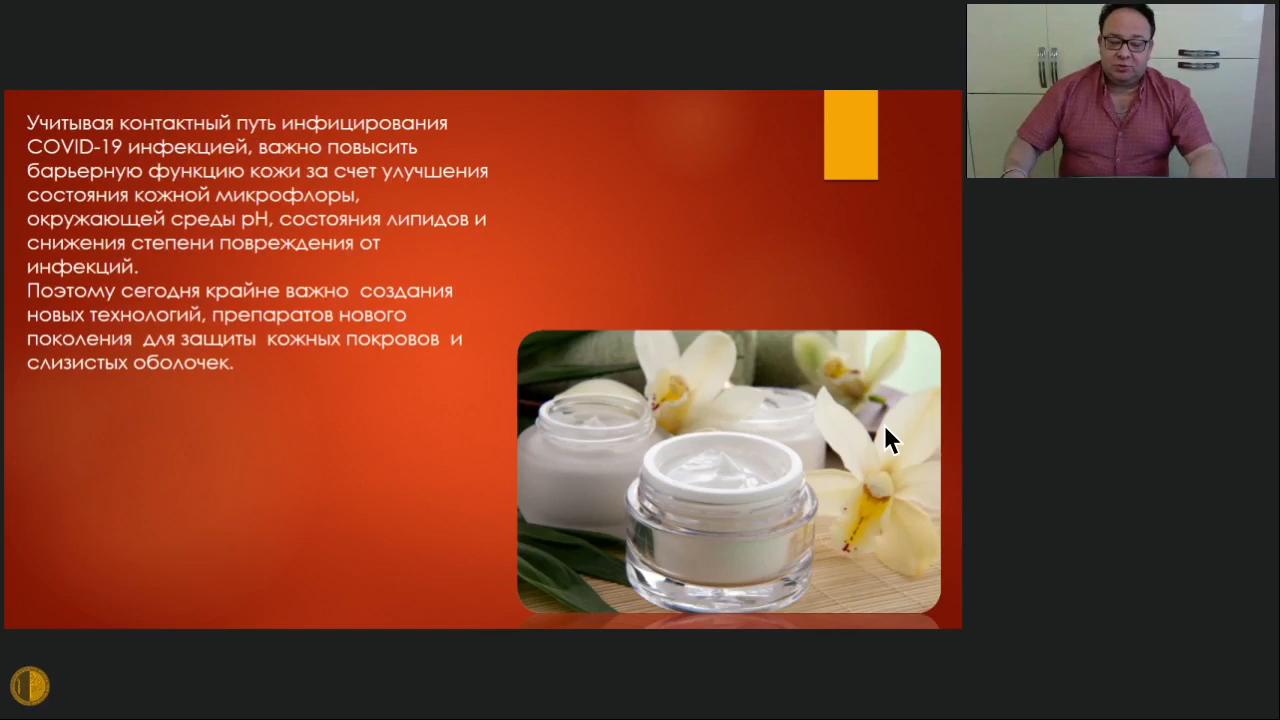 Учитывая контактный путь инфицирования
COVID-19 инфекцией, важно повысить
барьерную функцию кожи за счет улучшения
состояния кожной микрофлоры,
окружающей среды pH, состояния липидов и
снижения степени повреждения от
инфекций.
Поэтому сегодня крайне важно  создания
новых технологий, препаратов нового
поколения  для защиты  кожных покровов  и
слизистых оболочек.